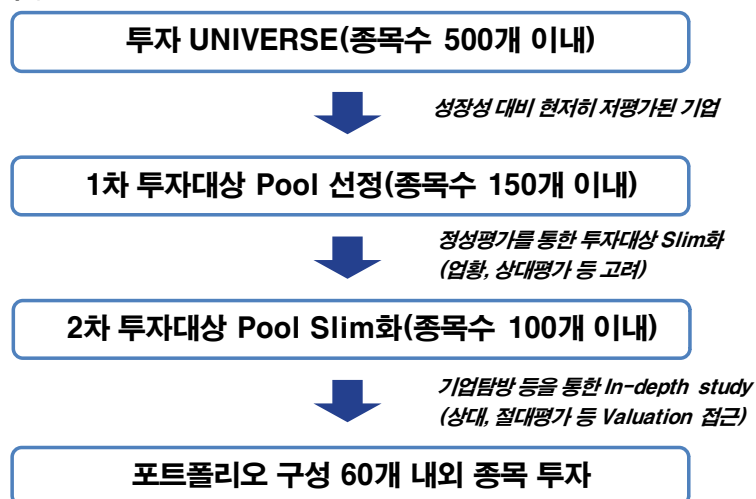 투자 UNIVERSE(종목수 500개 이내)
성장성 대비 현저히 저평가된 기업
1차 투자대상 Pool 선정(종목수 150개 이내)
정성평가를 통한 투자대상 Slim화
(업황, 상대평가 등 고려)
2차 투자대상 Pool Slim화(종목수 100개 이내)
기업탐방 등을 통한 In-depth study
(상대, 절대평가 등 Valuation 접근)
포트폴리오 구성 60개 내외 종목 투자